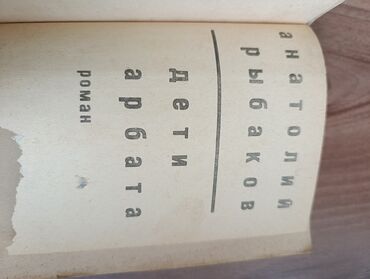 анатолий
рыбаков
дети
арбата
роман